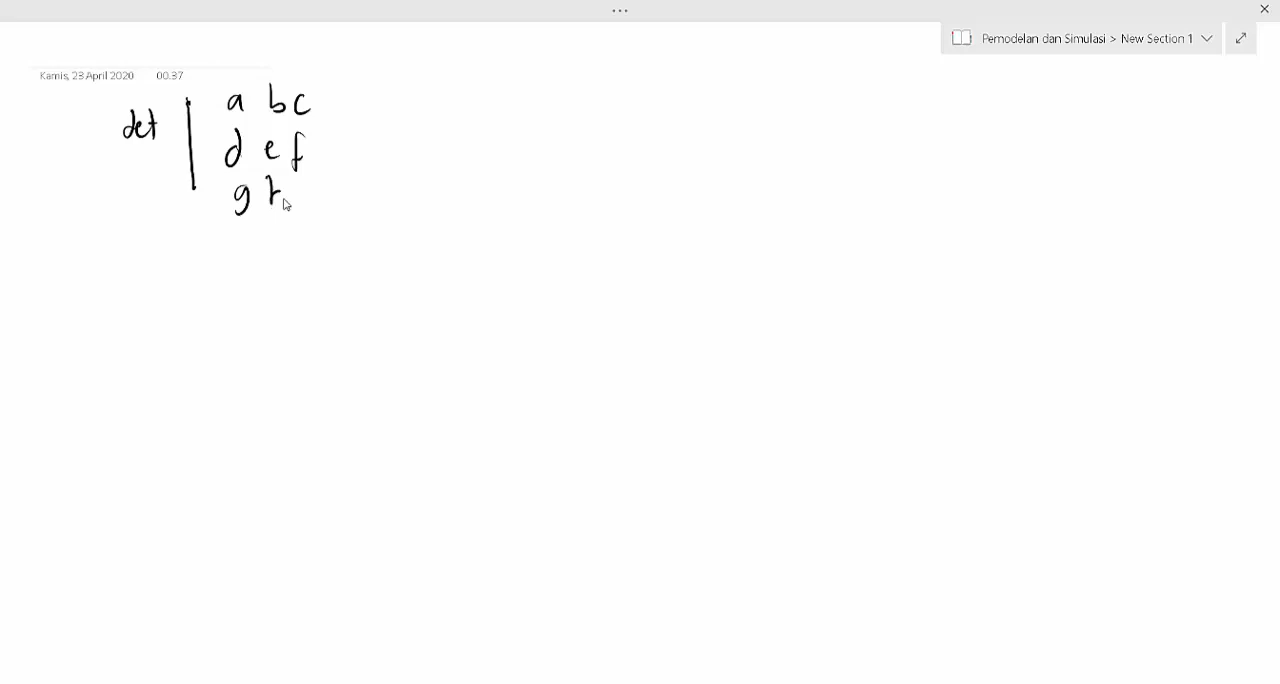 ...
Pemodelan dan Simulasi > New Section 1
Kamis, 23 April 2020 00.37
det | a b c
d e f
g h